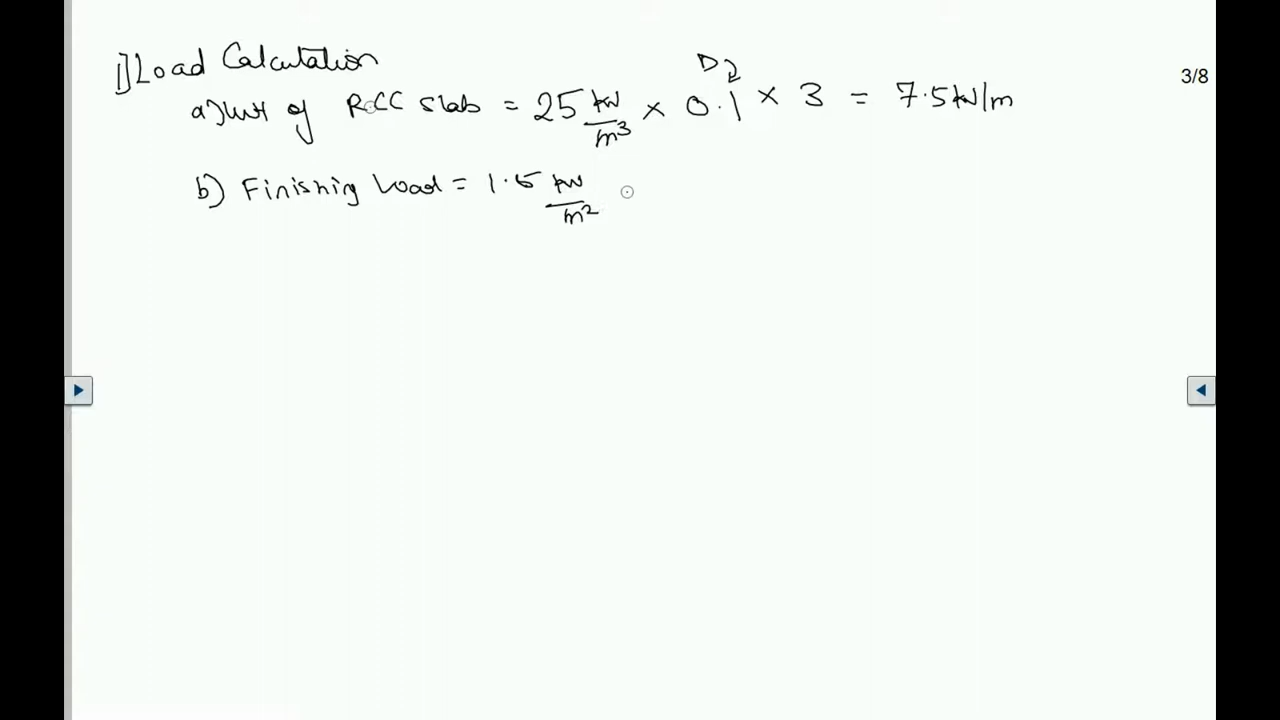 1] Load Calculation
3/8
a) wt of RCC slab = 25 kN/m³ × 0.1 × 3 = 7.5 kN/m
D
b) Finishing Load = 1.5 kN/m²